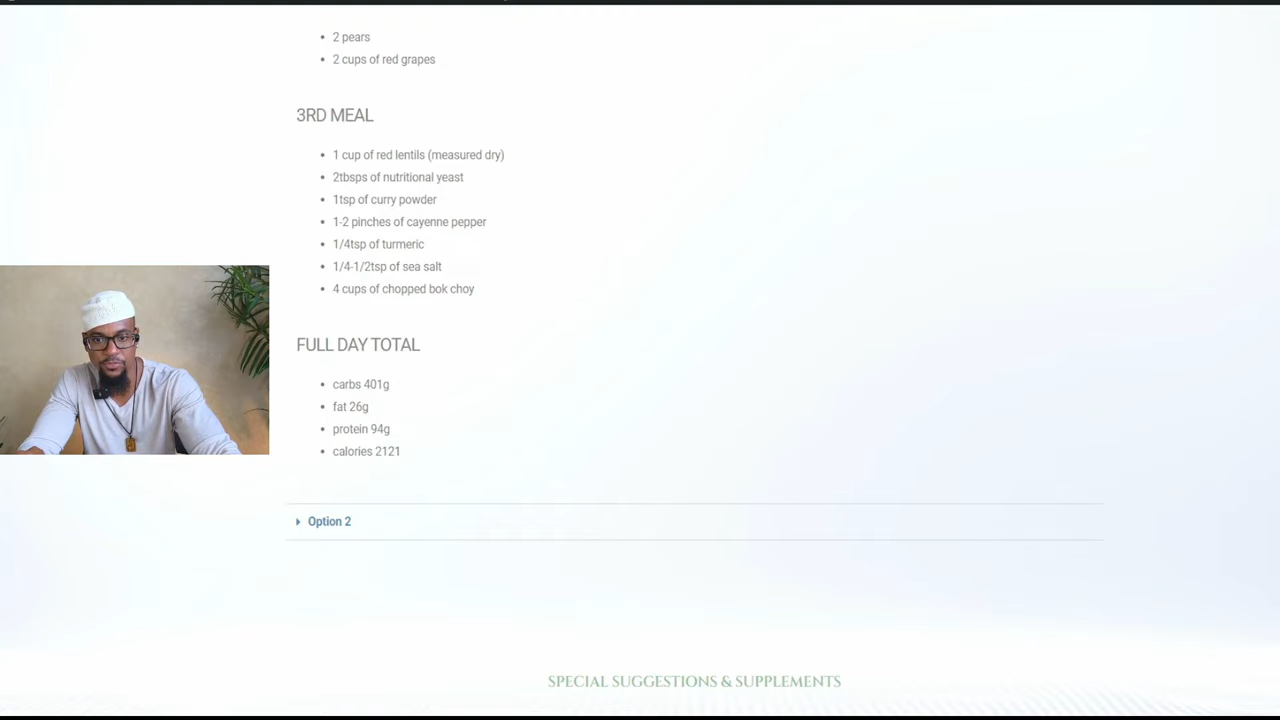 2 pears
2 cups of red grapes
3RD MEAL
1 cup of red lentils (measured dry)
2tbsps of nutritional yeast
1tsp of curry powder
1-2 pinches of cayenne pepper
1/4tsp of turmeric
1/4-1/2tsp of sea salt
4 cups of chopped bok choy
FULL DAY TOTAL
carbs 401g
fat 26g
protein 94g
calories 2121
Option 2
SPECIAL SUGGESTIONS & SUPPLEMENTS